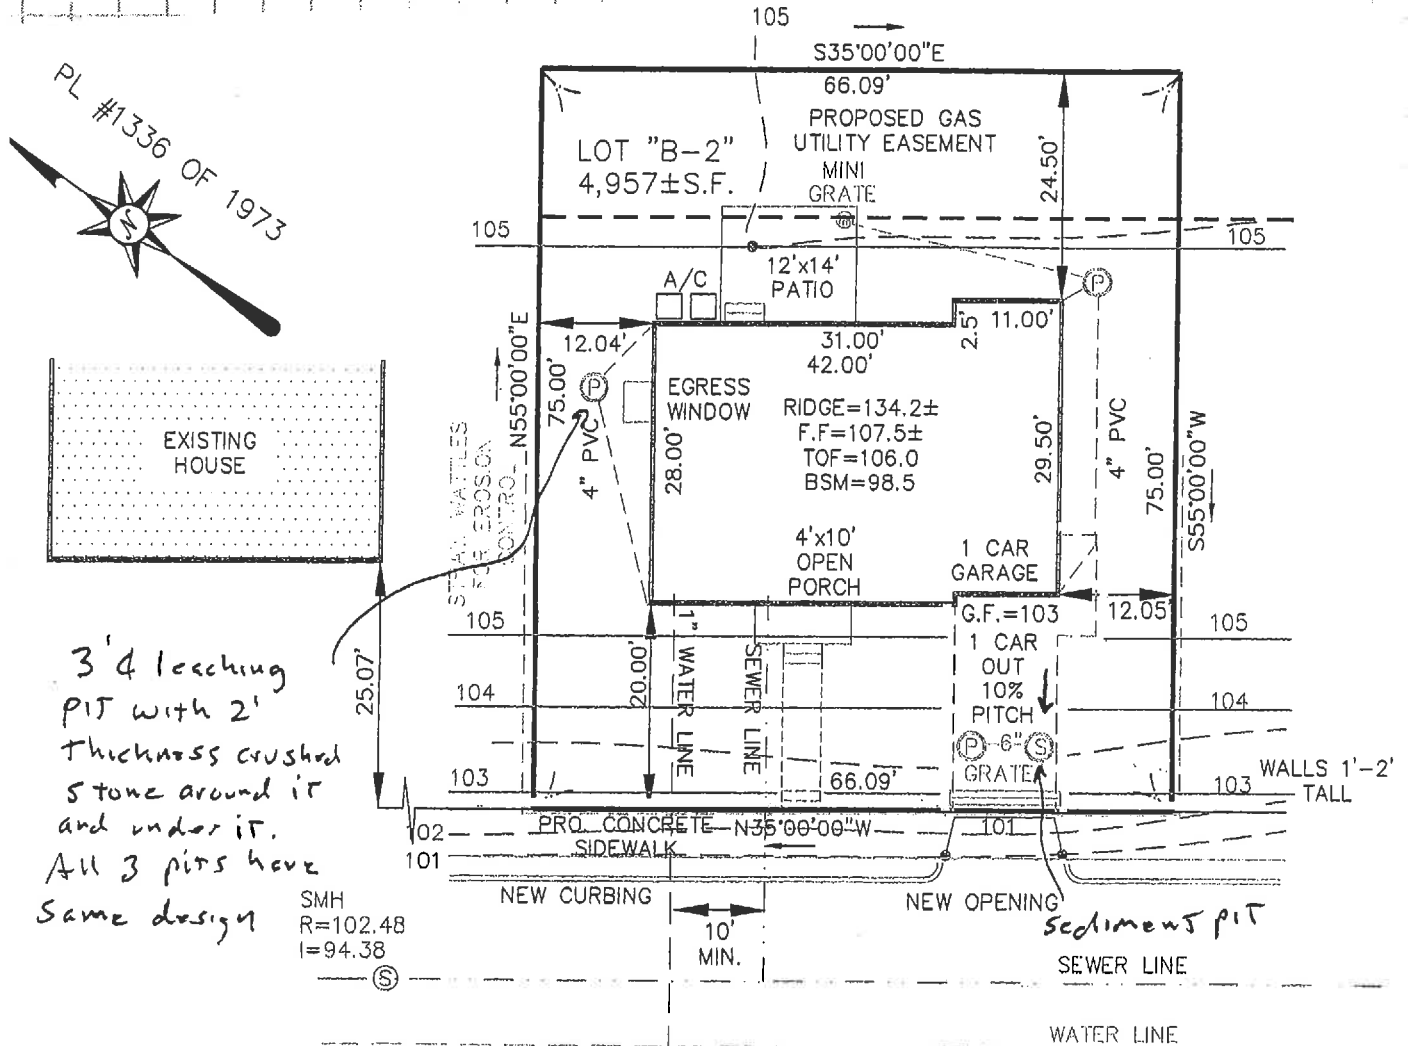 105
S35°00'00"E
66.09'
PL #1336 OF 1973
N
PROPOSED GAS
UTILITY EASEMENT
LOT "B-2"
4,957±S.F.
MINI
GRATE
24.50'
105
105
12'x14'
PATIO
A/C
P
12.04'
31.00'
42.00'
2.5'
11.00'
N55°00'00"E
75.00'
P
EGRESS
WINDOW
RIDGE=134.2±
F.F=107.5±
TOF=106.0
BSM=98.5
28.00'
29.50'
4" PVC
4" PVC
75.00'
S55°00'00"W
EXISTING
HOUSE
STRAW WATTLES
FOR EROSION
CONTROL
4'x10'
OPEN
PORCH
1 CAR
GARAGE
G.F.=103
12.05'
105
105
1 CAR
OUT
10%
PITCH
20.00'
1" WATER LINE
SEWER LINE
25.07'
3'⌀ leaching
pit with 2'
thickness crushed
stone around it
and under it.
All 3 pits have
same design
104
104
P 6" S
GRATE
103
66.09'
103
WALLS 1'-2'
TALL
102
PRO. CONCRETE
SIDEWALK
N35°00'00"W
101
101
NEW CURBING
NEW OPENING
sediment pit
SMH
R=102.48
I=94.38
10'
MIN.
S
SEWER LINE
WATER LINE